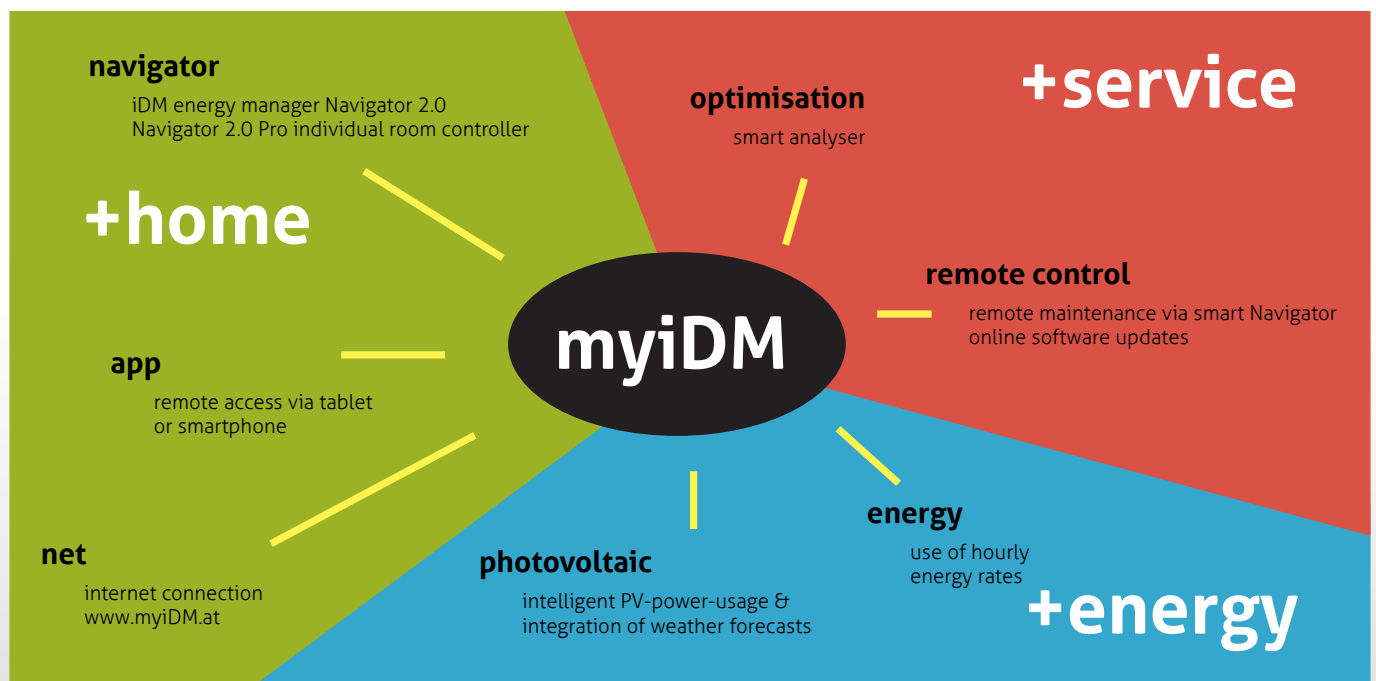 navigator
iDM energy manager Navigator 2.0
Navigator 2.0 Pro individual room controller
+home
app
remote access via tablet
or smartphone
net
internet connection
www.myiDM.at
myiDM
optimisation
smart analyser
+service
remote control
remote maintenance via smart Navigator
online software updates
photovoltaic
intelligent PV-power-usage &
integration of weather forecasts
energy
use of hourly
energy rates
+energy